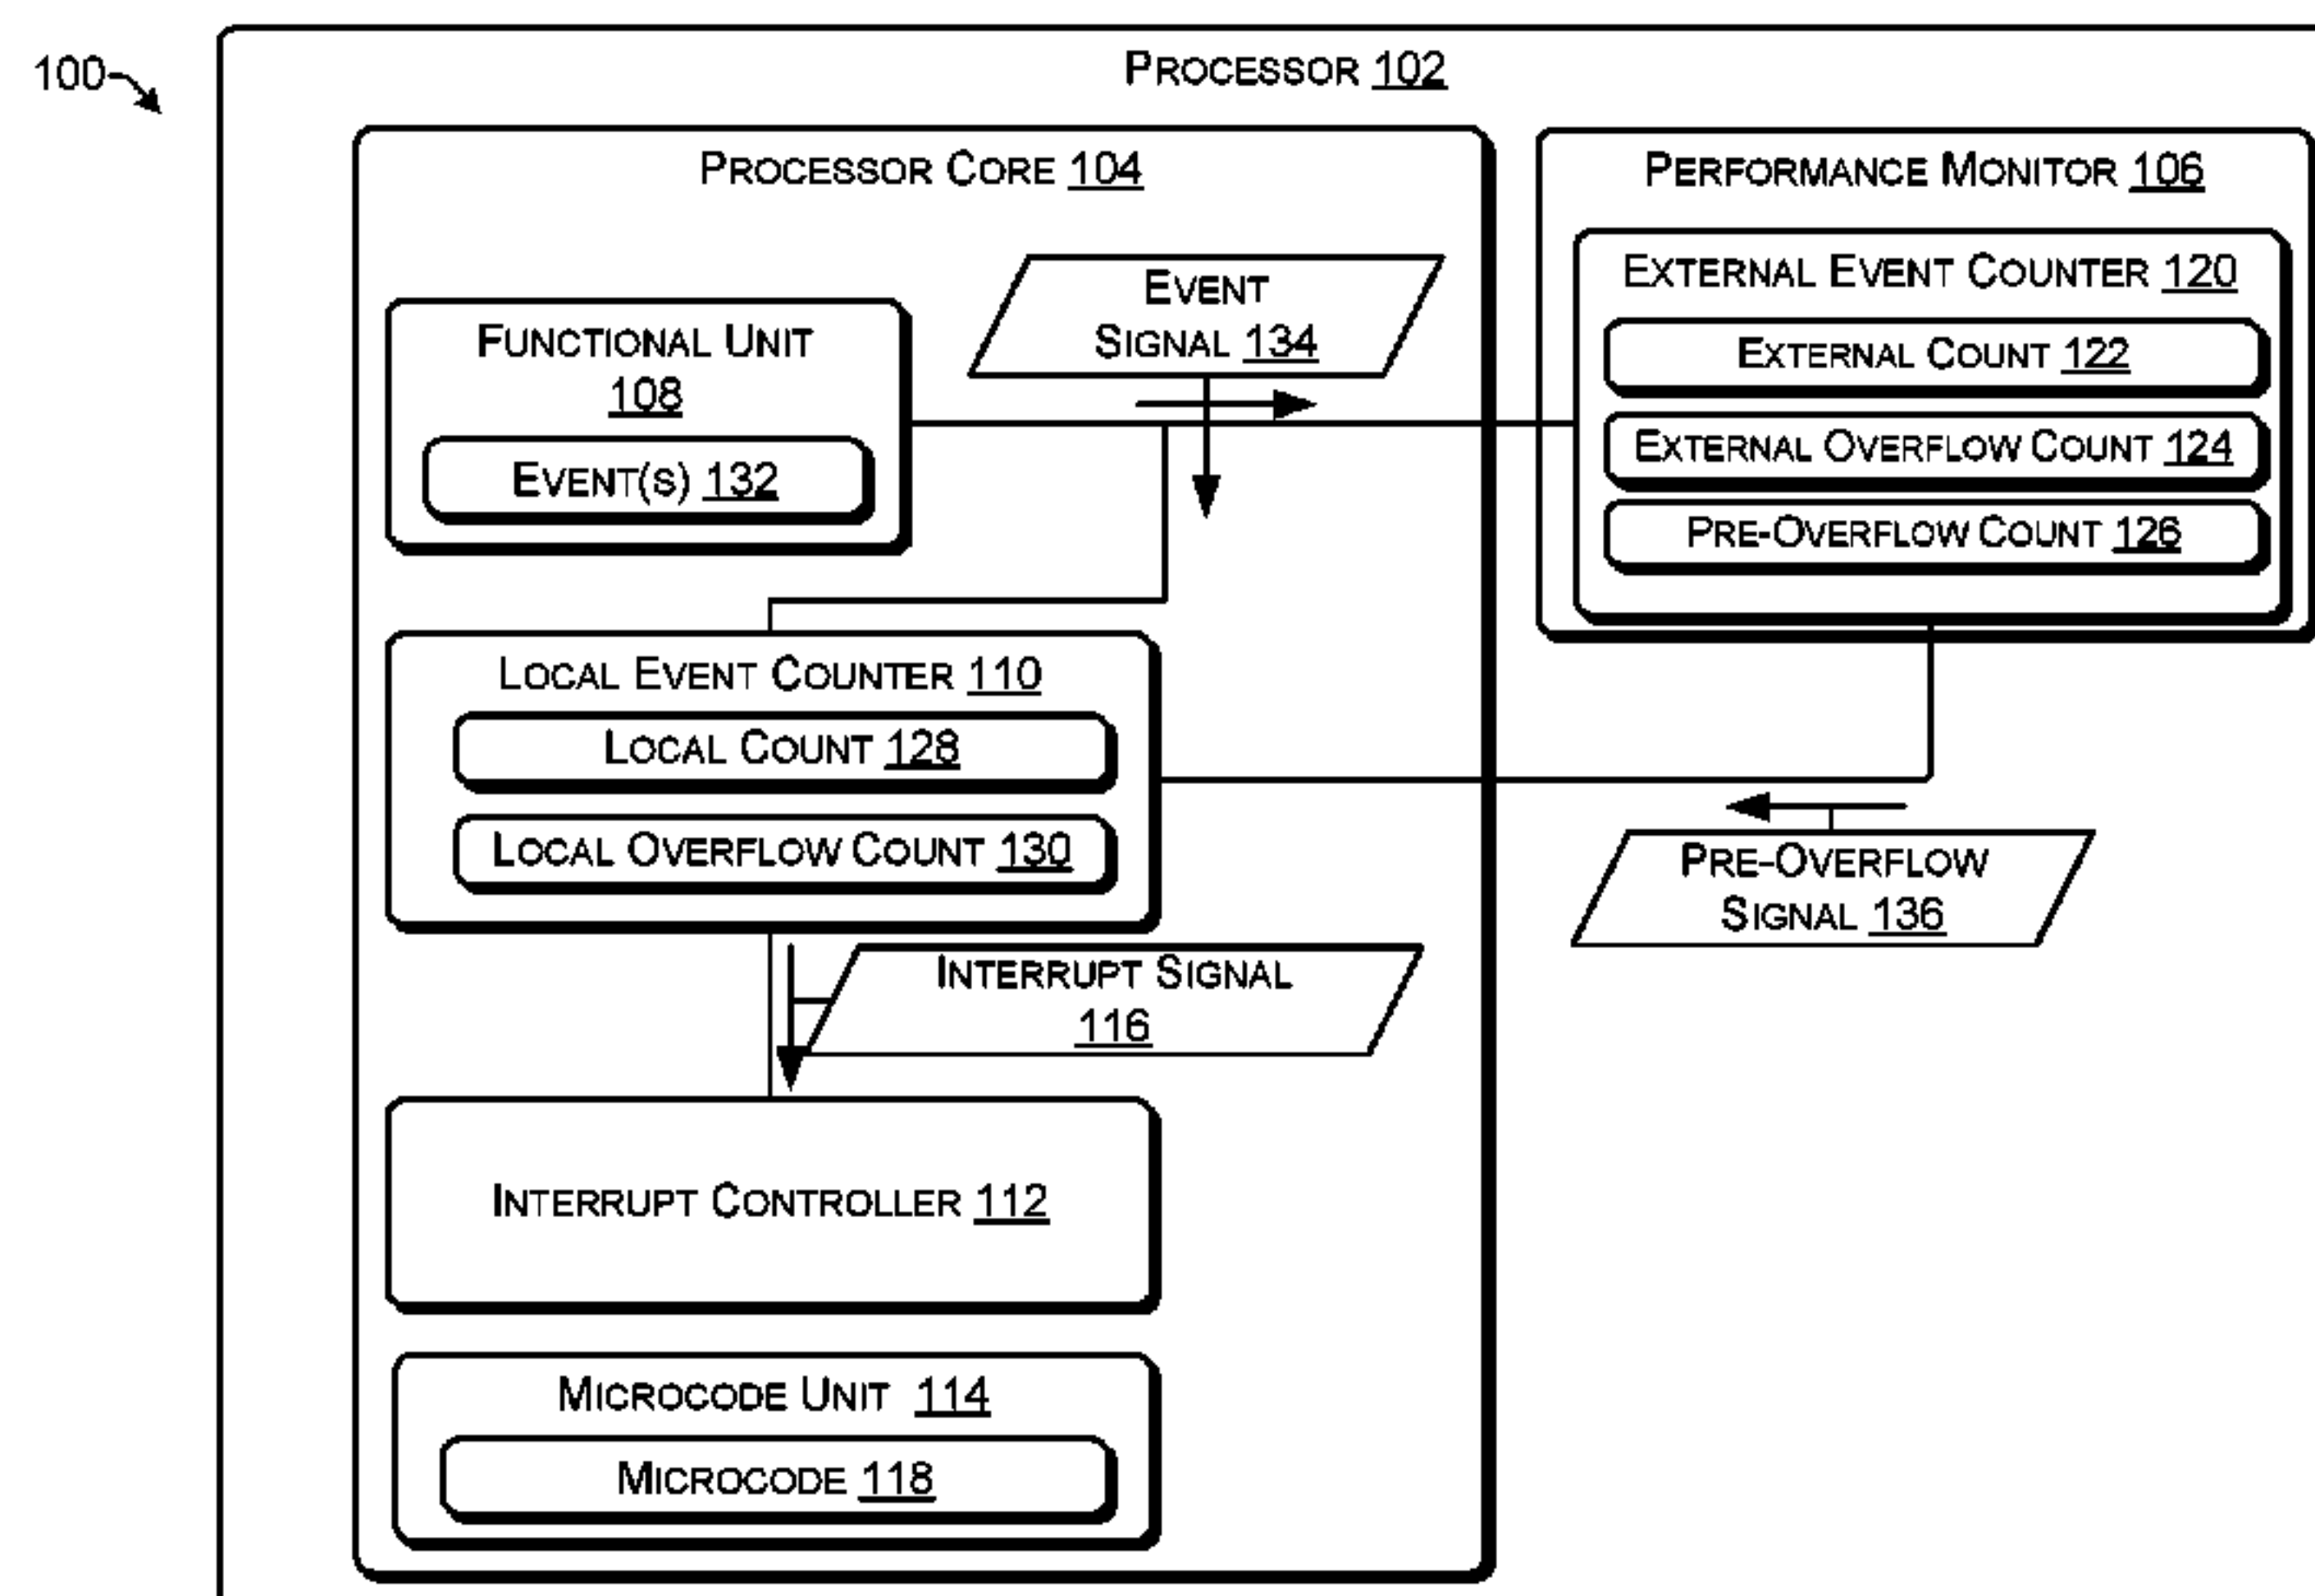 100
PROCESSOR 102
PROCESSOR CORE 104
FUNCTIONAL UNIT
108
EVENT(S) 132
EVENT
SIGNAL 134
LOCAL EVENT COUNTER 110
LOCAL COUNT 128
LOCAL OVERFLOW COUNT 130
INTERRUPT SIGNAL
116
INTERRUPT CONTROLLER 112
MICROCODE UNIT 114
MICROCODE 118
PERFORMANCE MONITOR 106
EXTERNAL EVENT COUNTER 120
EXTERNAL COUNT 122
EXTERNAL OVERFLOW COUNT 124
PRE-OVERFLOW COUNT 126
PRE-OVERFLOW
SIGNAL 136